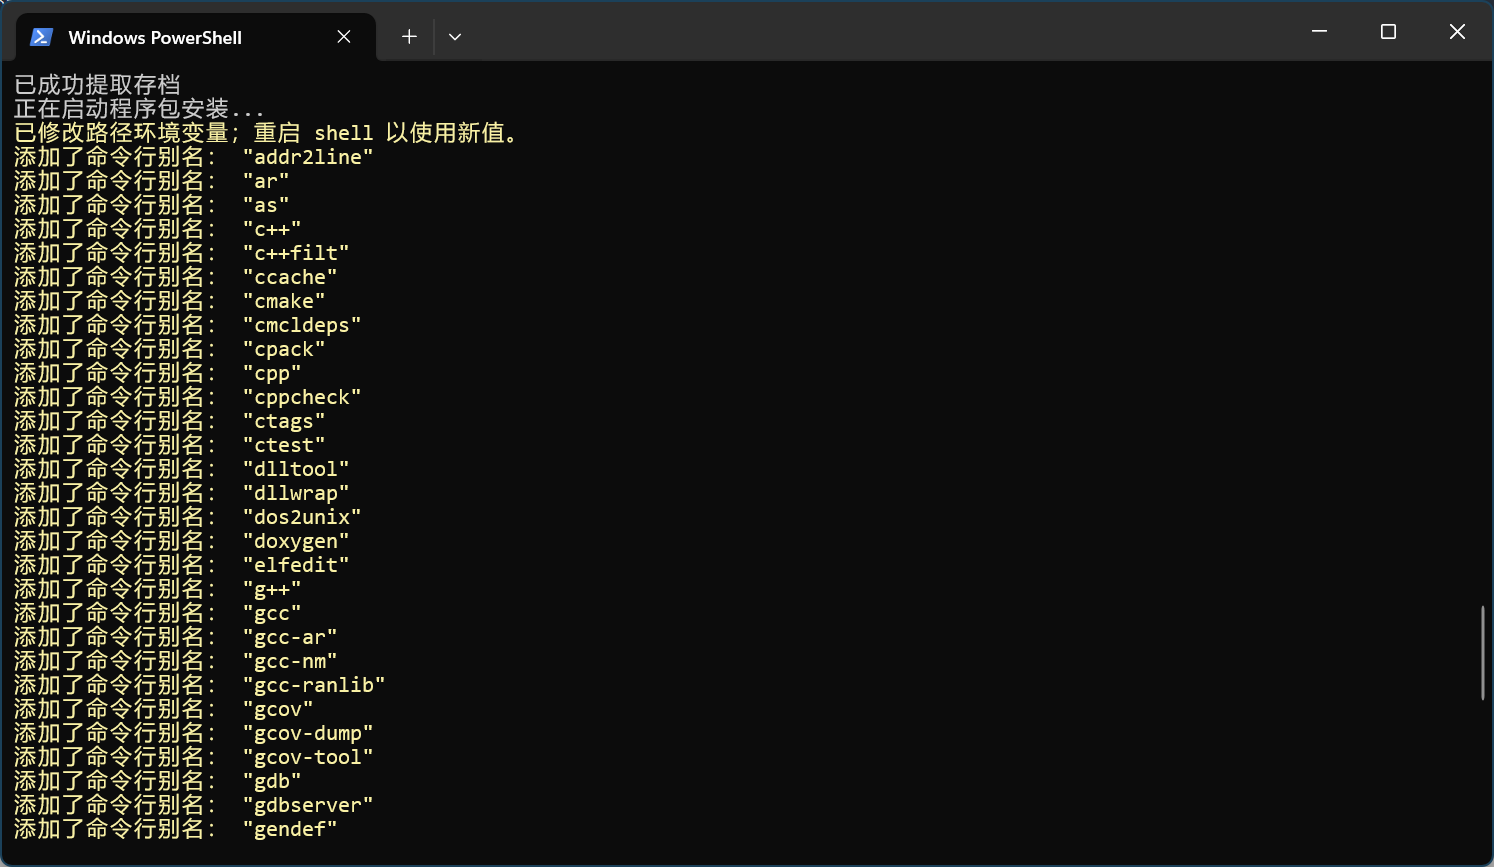 Windows PowerShell
已成功提取存档
正在启动程序包安装...
已修改路径环境变量；重启 shell 以使用新值。
添加了命令行别名： "addr2line"
添加了命令行别名： "ar"
添加了命令行别名： "as"
添加了命令行别名： "c++"
添加了命令行别名： "c++filt"
添加了命令行别名： "ccache"
添加了命令行别名： "cmake"
添加了命令行别名： "cmcldeps"
添加了命令行别名： "cpack"
添加了命令行别名： "cpp"
添加了命令行别名： "cppcheck"
添加了命令行别名： "ctags"
添加了命令行别名： "ctest"
添加了命令行别名： "dlltool"
添加了命令行别名： "dllwrap"
添加了命令行别名： "dos2unix"
添加了命令行别名： "doxygen"
添加了命令行别名： "elfedit"
添加了命令行别名： "g++"
添加了命令行别名： "gcc"
添加了命令行别名： "gcc-ar"
添加了命令行别名： "gcc-nm"
添加了命令行别名： "gcc-ranlib"
添加了命令行别名： "gcov"
添加了命令行别名： "gcov-dump"
添加了命令行别名： "gcov-tool"
添加了命令行别名： "gdb"
添加了命令行别名： "gdbserver"
添加了命令行别名： "gendef"